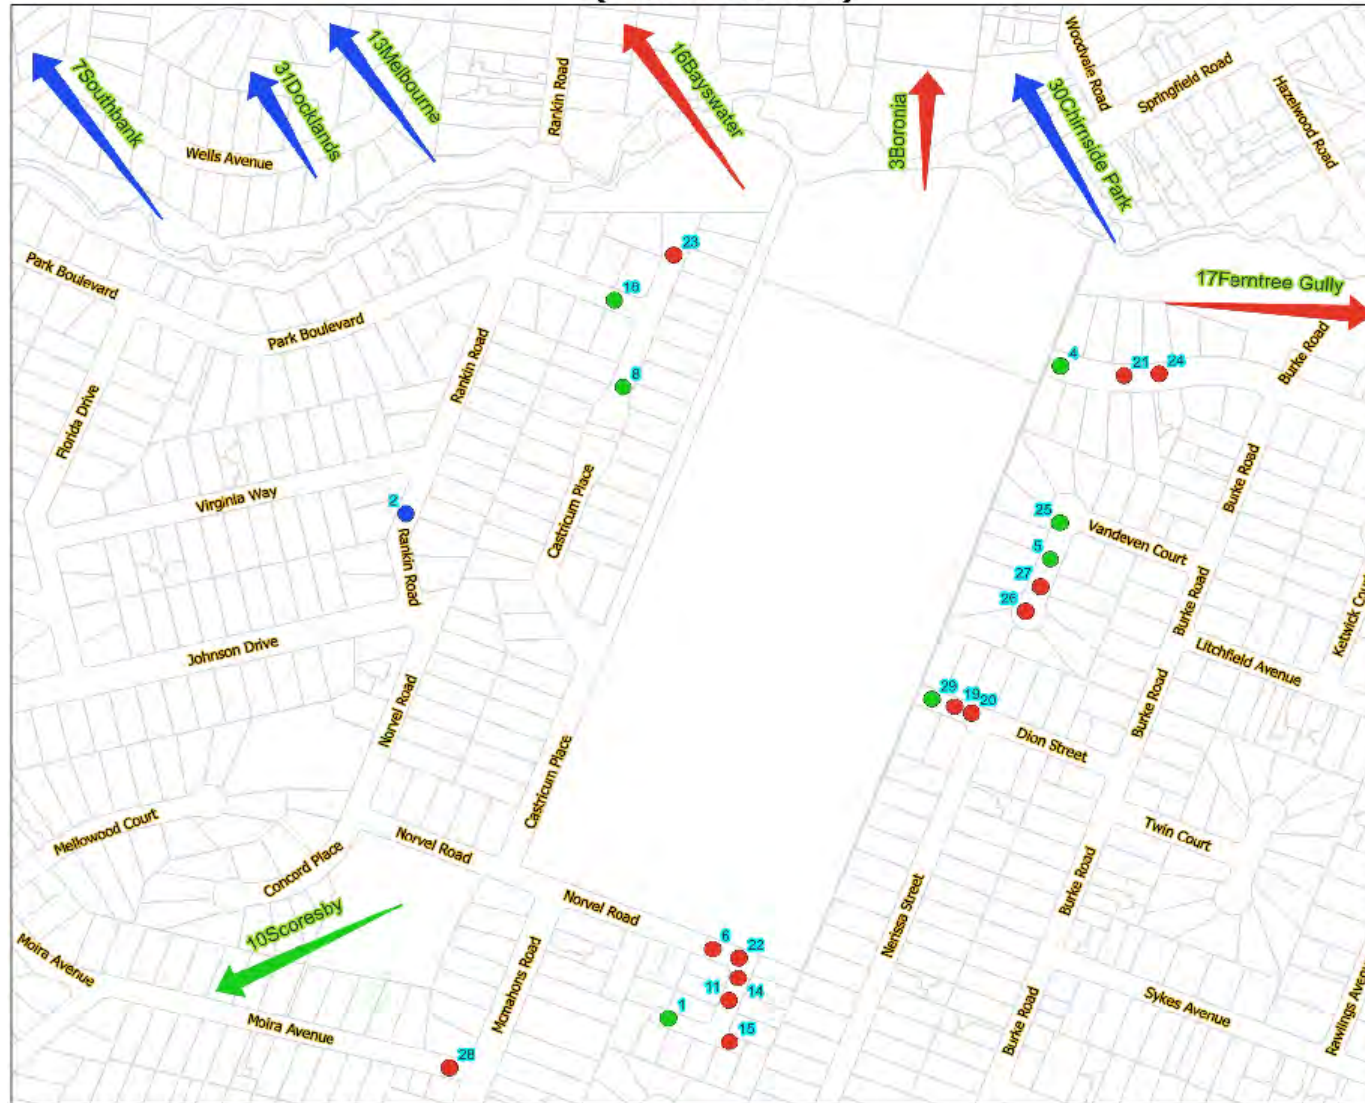 7Southbank
31Docklands
13Melbourne
Rankin Road
16Bayswater
3Boronia
30Chirnside Park
Woodvale Road
Springfield Road
Hazelwood Road
Wells Avenue
Park Boulevard
Park Boulevard
23
18
17Ferntree Gully
Burke Road
Rankin Road
8
4
21
24
Florida Drive
Virginia Way
2
Rankin Road
Castricum Place
Burke Road
25
Vandeven Court
5
27
26
Burke Road
Johnson Drive
Litchfield Avenue
Norvel Road
29
19
20
Burke Road
Dion Street
Castricum Place
Mellowood Court
Norvel Road
Concord Place
Twin Court
Burke Road
10Scoresby
Norvel Road
Nerissa Street
Moira Avenue
6
22
11
14
1
15
Mcmahons Road
Moira Avenue
28
Burke Road
Sykes Avenue